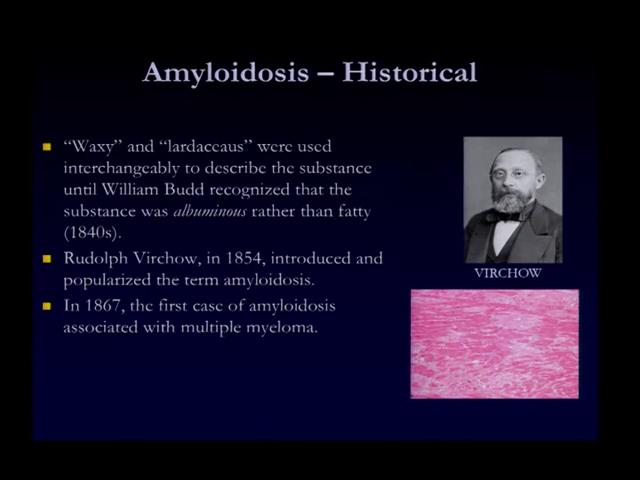 Amyloidosis – Historical
“Waxy” and “lardaceaus” were used
interchangeably to describe the substance
until William Budd recognized that the
substance was albuminous rather than fatty
(1840s).
Rudolph Virchow, in 1854, introduced and
popularized the term amyloidosis.
In 1867, the first case of amyloidosis
associated with multiple myeloma.
VIRCHOW